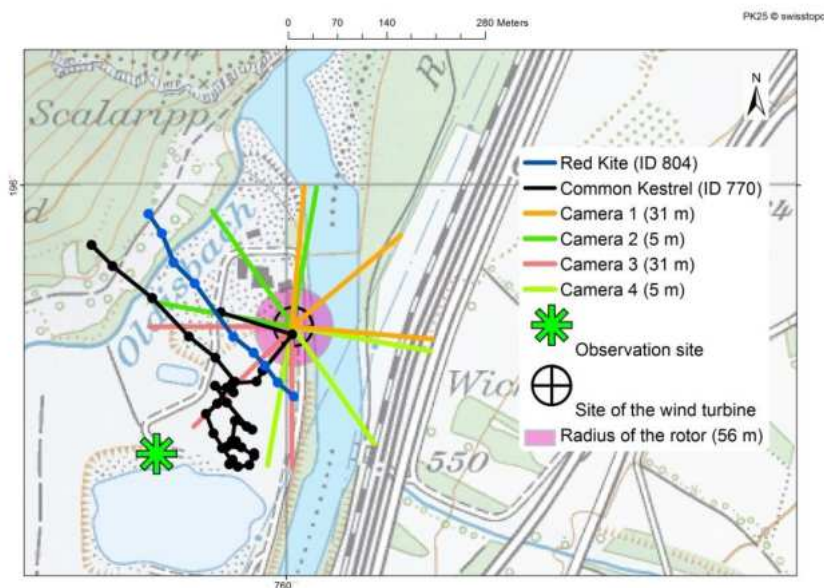 0 70 140 280 Meters
PK25 © swisstopo
Scalaripp
R
N
196
Red Kite (ID 804)
Common Kestrel (ID 770)
Camera 1 (31 m)
Camera 2 (5 m)
Camera 3 (31 m)
Camera 4 (5 m)
Observation site
Site of the wind turbine
Radius of the rotor (56 m)
Oldisbach
Wich
550
760